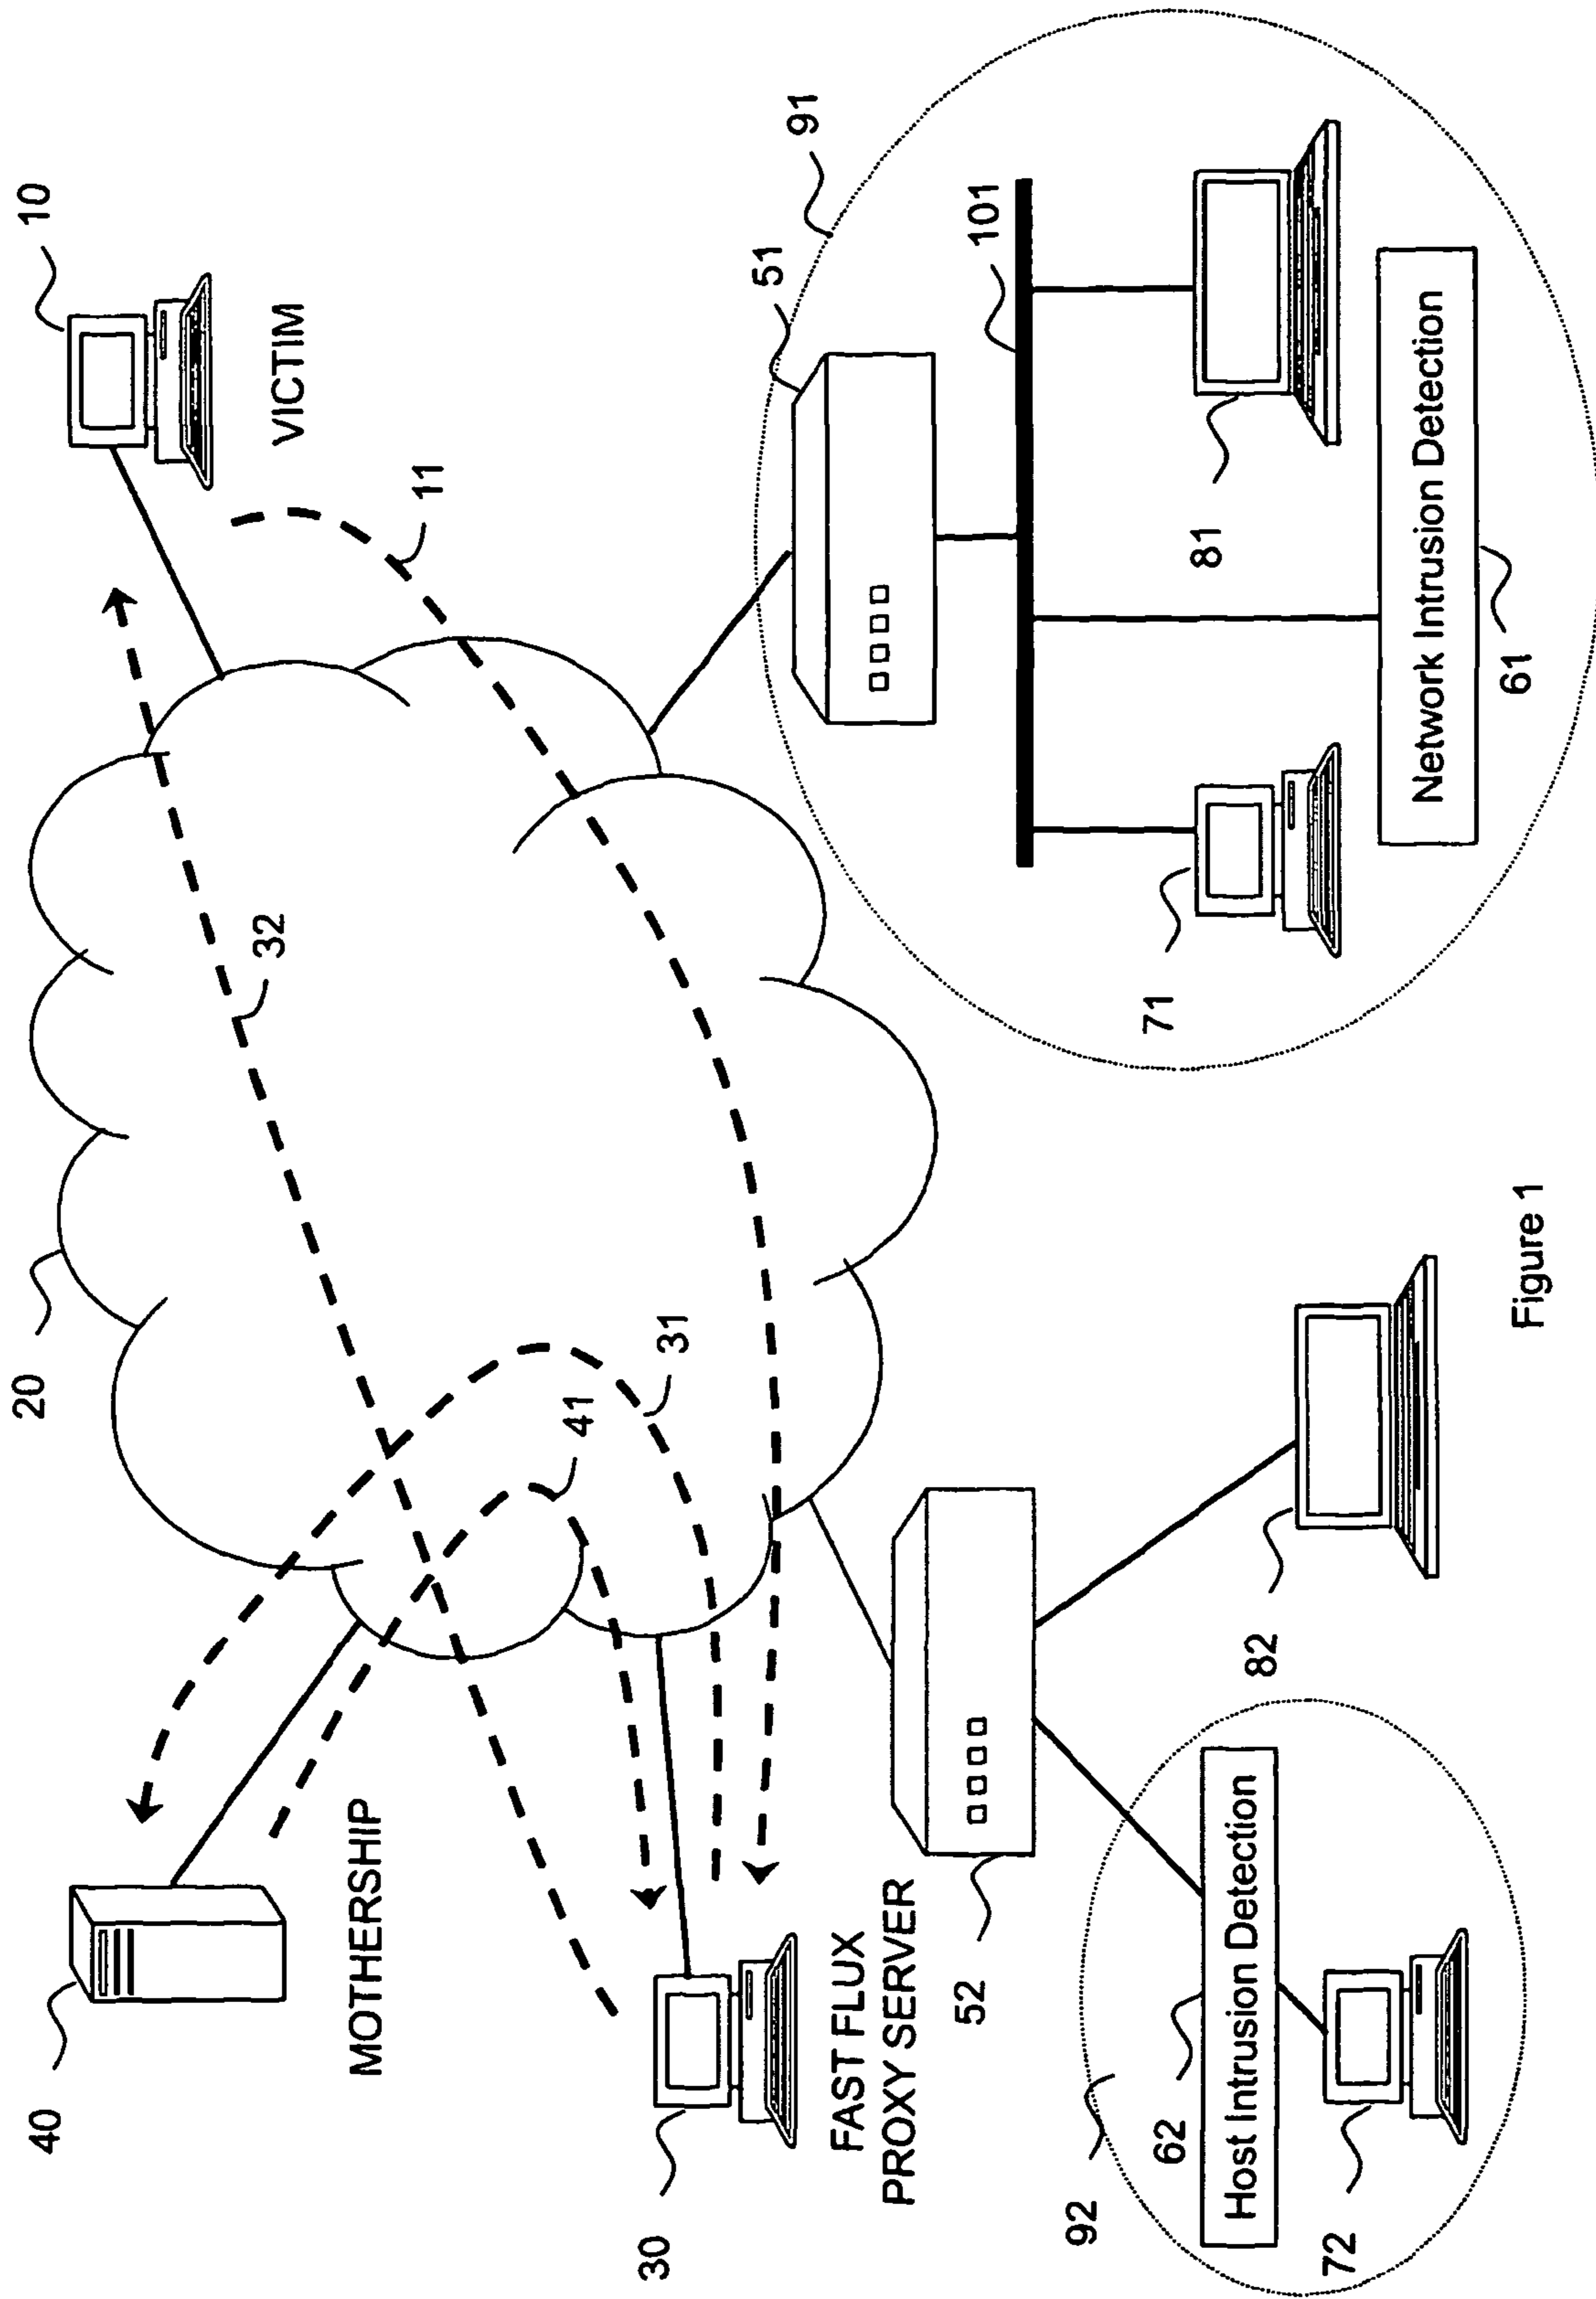 40
MOTHERSHIP
20
32
10
VICTIM
11
41
31
30
FAST FLUX
PROXY SERVER
52
51
91
101
92
62
Host Intrusion Detection
72
82
71
81
Network Intrusion Detection
61
Figure 1